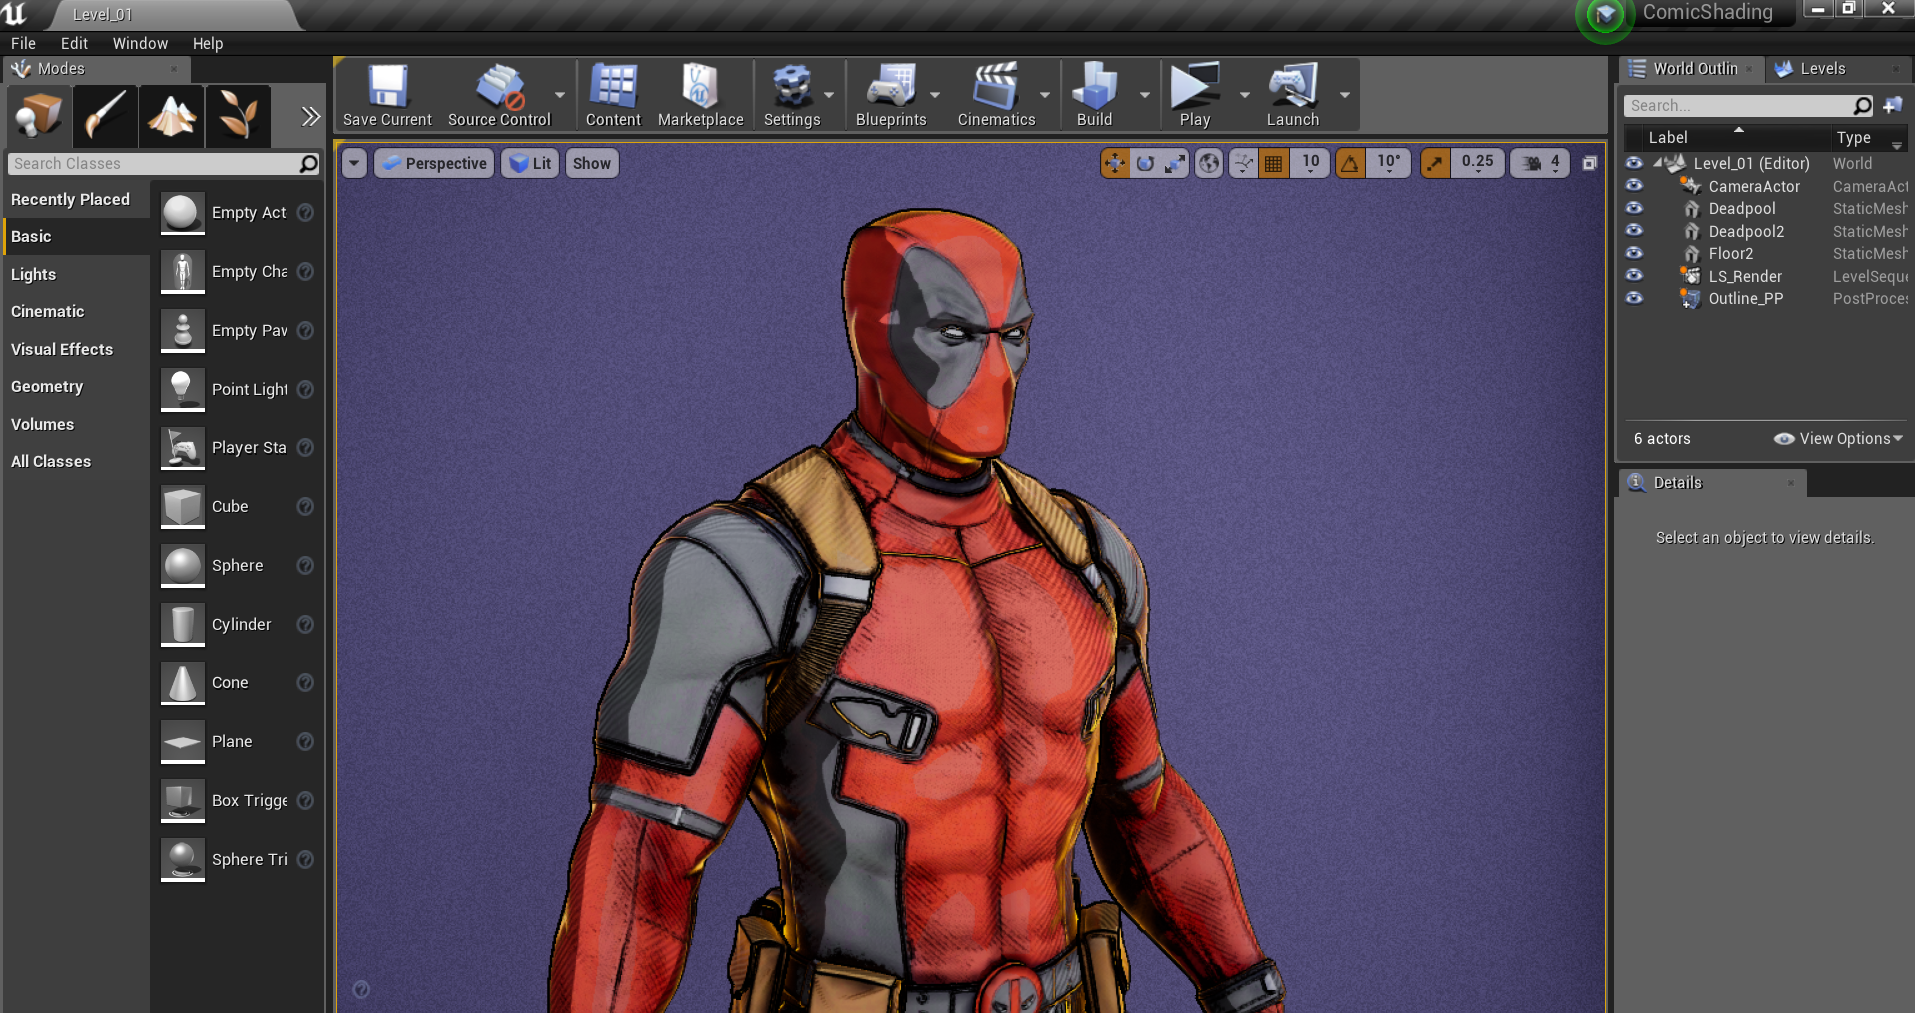 Level_01
ComicShading
File Edit Window Help
Modes
Search Classes
Recently Placed
Basic
Lights
Cinematic
Visual Effects
Geometry
Volumes
All Classes
Empty Act
Empty Cha
Empty Pav
Point Light
Player Sta
Cube
Sphere
Cylinder
Cone
Plane
Box Trigge
Sphere Tri
Save Current Source Control Content Marketplace Settings Blueprints Cinematics Build Play Launch
Perspective Lit Show
10 10° 0.25 4
World Outlin Levels
Search...
Label Type
Level_01 (Editor) World
CameraActor CameraAct
Deadpool StaticMesh
Deadpool2 StaticMesh
Floor2 StaticMesh
LS_Render LevelSeque
Outline_PP PostProces
6 actors View Options
Details
Select an object to view details.